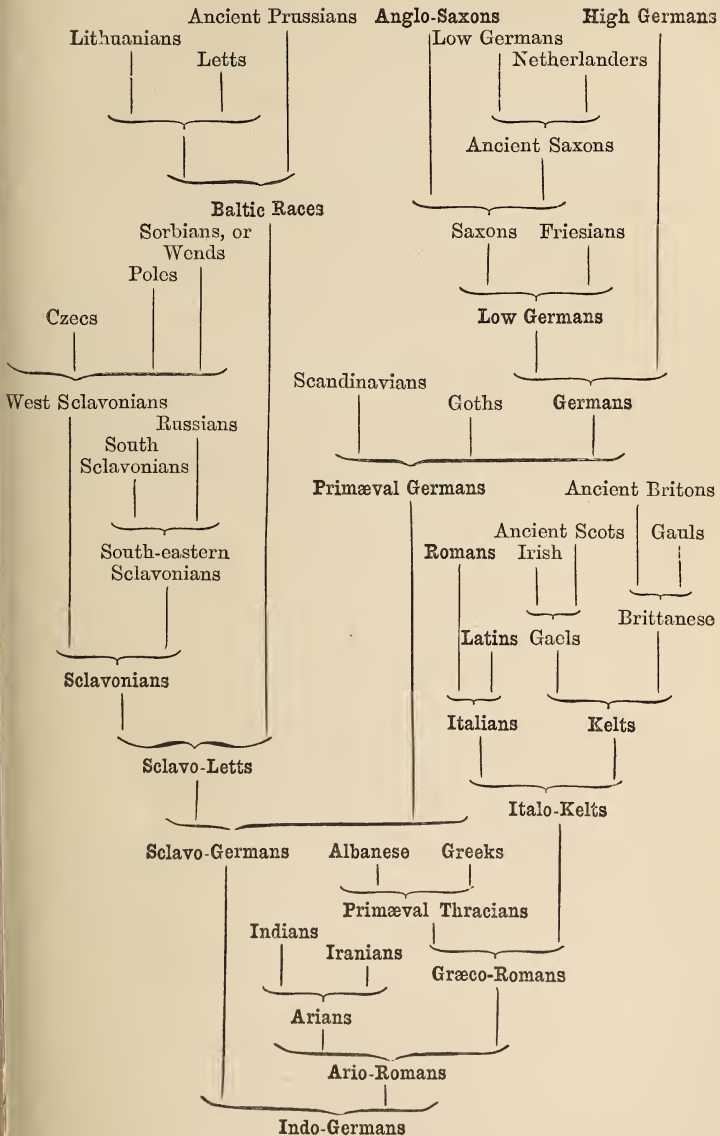 Ancient Prussians
Anglo-Saxons
High Germans
Lithuanians
Low Germans
Letts
Netherlanders
Ancient Saxons
Baltic Races
Sorbians, or
Wends
Saxons
Friesians
Poles
Czecs
Low Germans
Scandinavians
West Sclavonians
Goths
Germans
Russians
South
Sclavonians
Primæval Germans
Ancient Britons
Ancient Scots
Gauls
Romans
Irish
South-eastern
Sclavonians
Brittanese
Latins
Gaels
Sclavonians
Italians
Kelts
Sclavo-Letts
Italo-Kelts
Sclavo-Germans
Albanese
Greeks
Primæval Thracians
Indians
Iranians
Græco-Romans
Arians
Ario-Romans
Indo-Germans